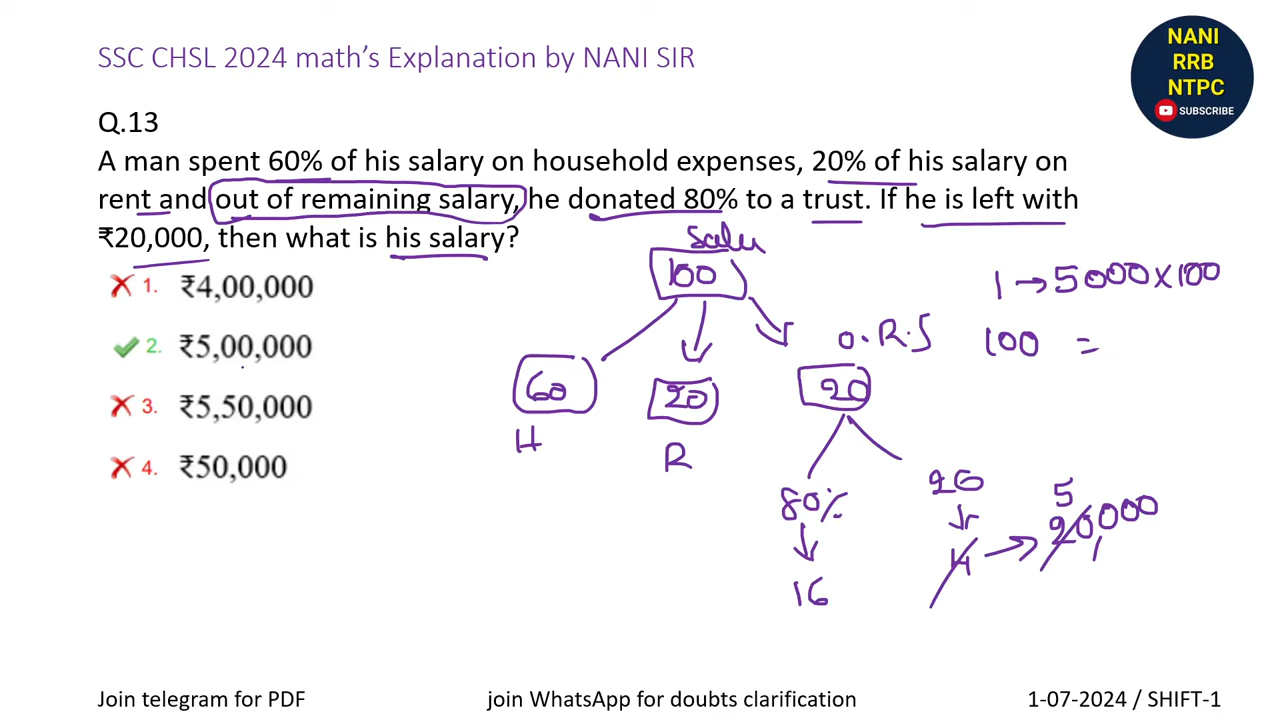 SSC CHSL 2024 math’s Explanation by NANI SIR
NANI
RRB
NTPC
SUBSCRIBE
Q.13
A man spent 60% of his salary on household expenses, 20% of his salary on
rent and out of remaining salary, he donated 80% to a trust. If he is left with
₹20,000, then what is his salary?
1. ₹4,00,000
2. ₹5,00,000
3. ₹5,50,000
4. ₹50,000
100
1 → 5000×100
O.R.S
100 =
60
20
20
H
R
80%
20
16
4 → 20,000
5
Join telegram for PDF
join WhatsApp for doubts clarification
1-07-2024 / SHIFT-1